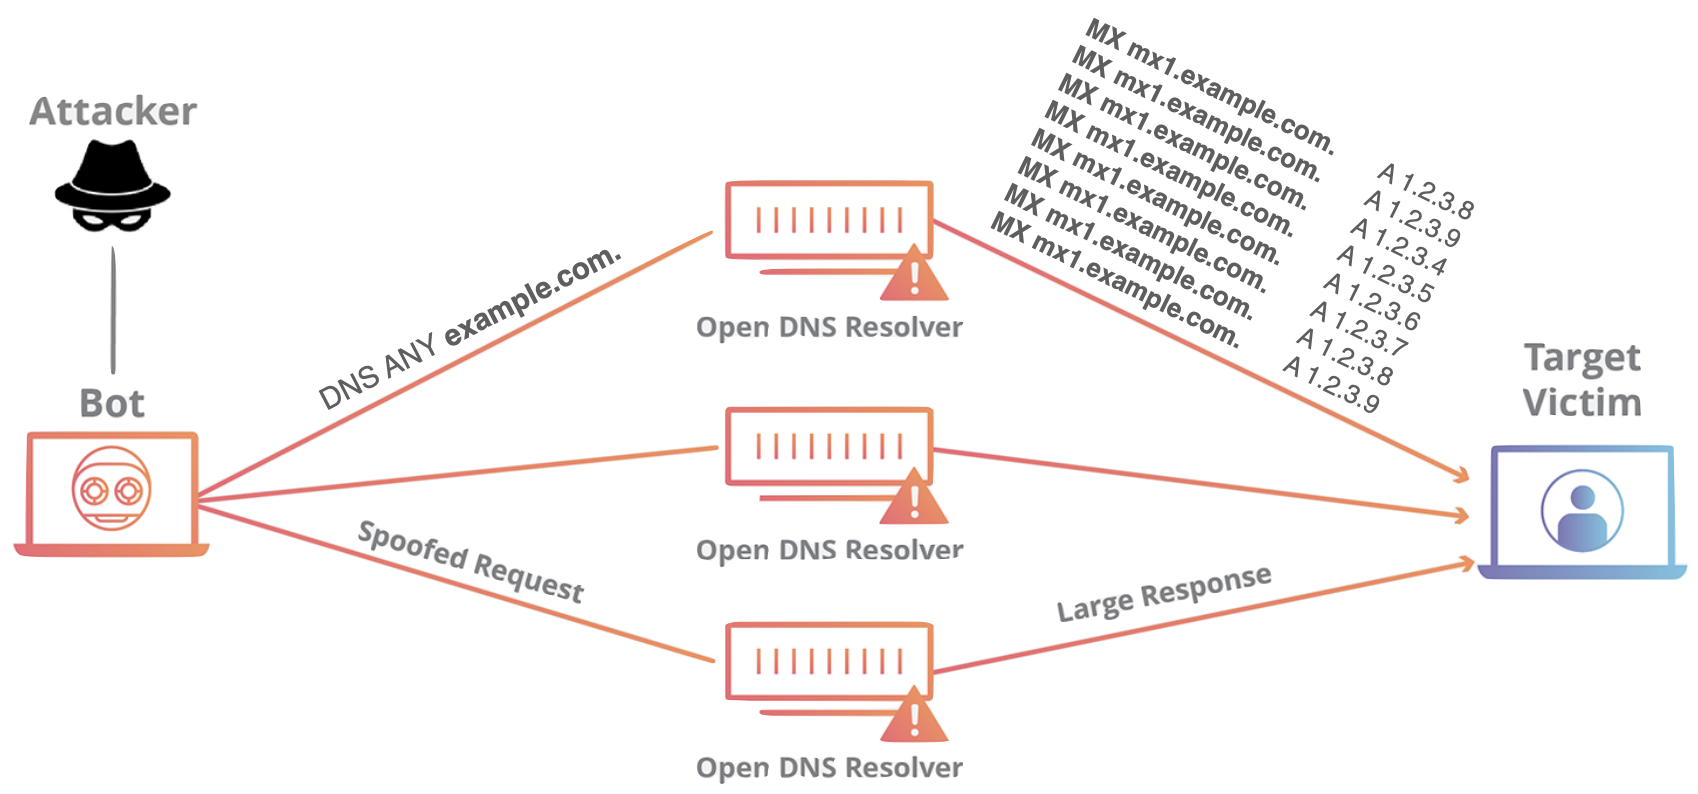 Attacker
Bot
DNS ANY example.com.
Spoofed Request
Open DNS Resolver
Open DNS Resolver
Open DNS Resolver
MX mx1.example.com. A 1.2.3.8
MX mx1.example.com. A 1.2.3.9
MX mx1.example.com. A 1.2.3.4
MX mx1.example.com. A 1.2.3.5
MX mx1.example.com. A 1.2.3.6
MX mx1.example.com. A 1.2.3.7
MX mx1.example.com. A 1.2.3.8
MX mx1.example.com. A 1.2.3.9
Large Response
Target
Victim